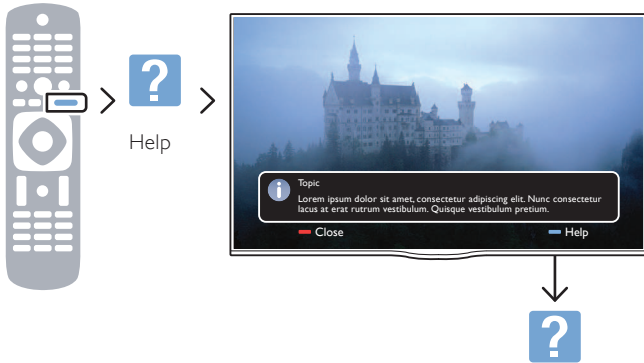 ?
Help
Topic
Lorem ipsum dolor sit amet, consectetur adipiscing elit. Nunc consectetur
lacus at erat rutrum vestibulum. Quisque vestibulum pretium.
Close
Help
?